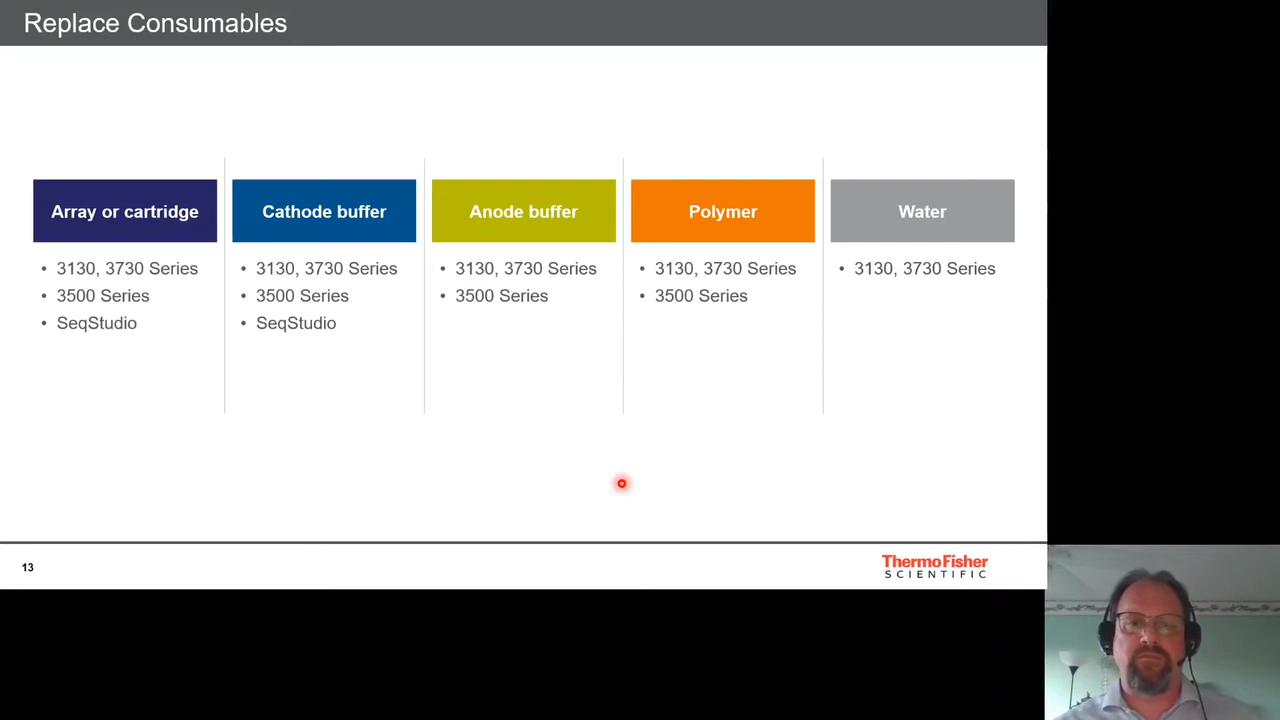 Replace Consumables
Array or cartridge
• 3130, 3730 Series
• 3500 Series
• SeqStudio
Cathode buffer
• 3130, 3730 Series
• 3500 Series
• SeqStudio
Anode buffer
• 3130, 3730 Series
• 3500 Series
Polymer
• 3130, 3730 Series
• 3500 Series
Water
• 3130, 3730 Series
13
ThermoFisher
SCIENTIFIC